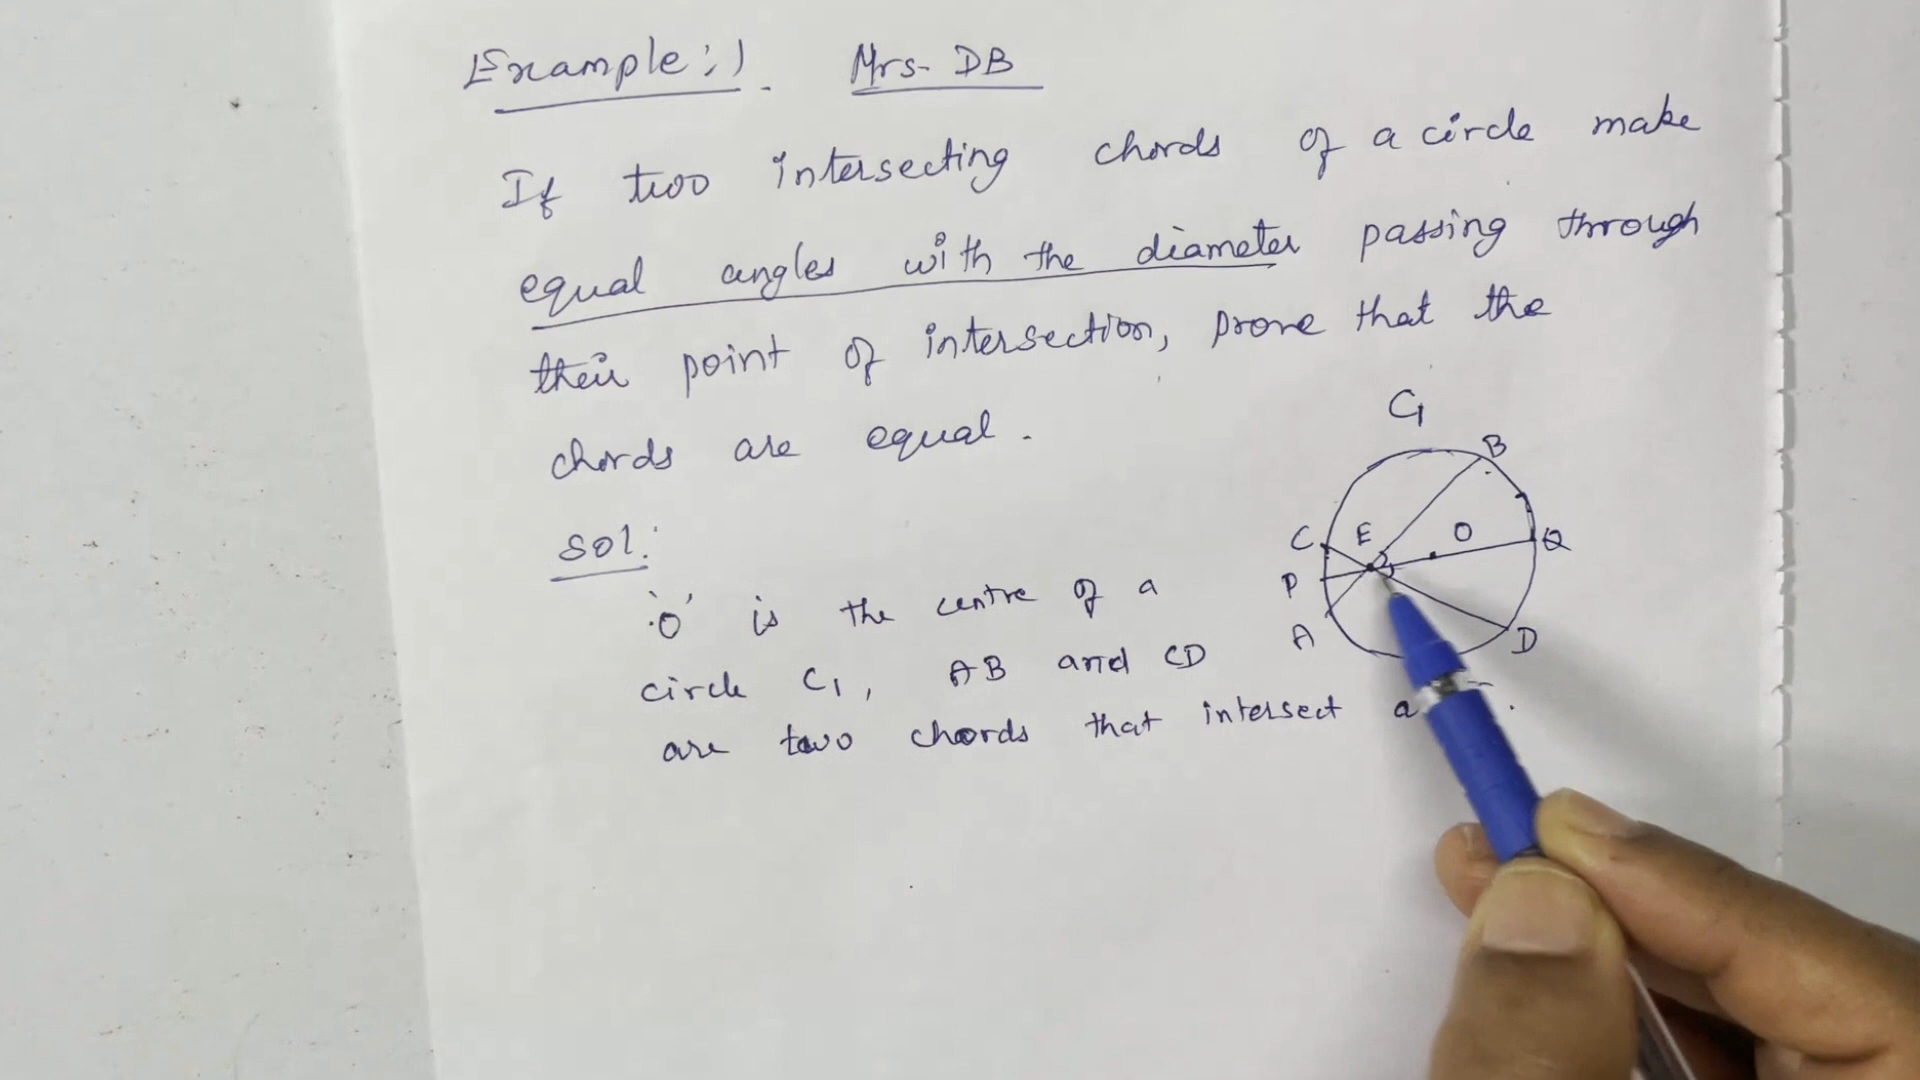 Example:1. Mrs-DB
If two intersecting chords of a circle make
equal angles with the diameter passing through
their point of intersection, prove that the
chords are equal.
C1
B
C E O Q
P
A D
Sol:
'O' is the centre of a
circle C1, AB and CD
are two chords that intersect